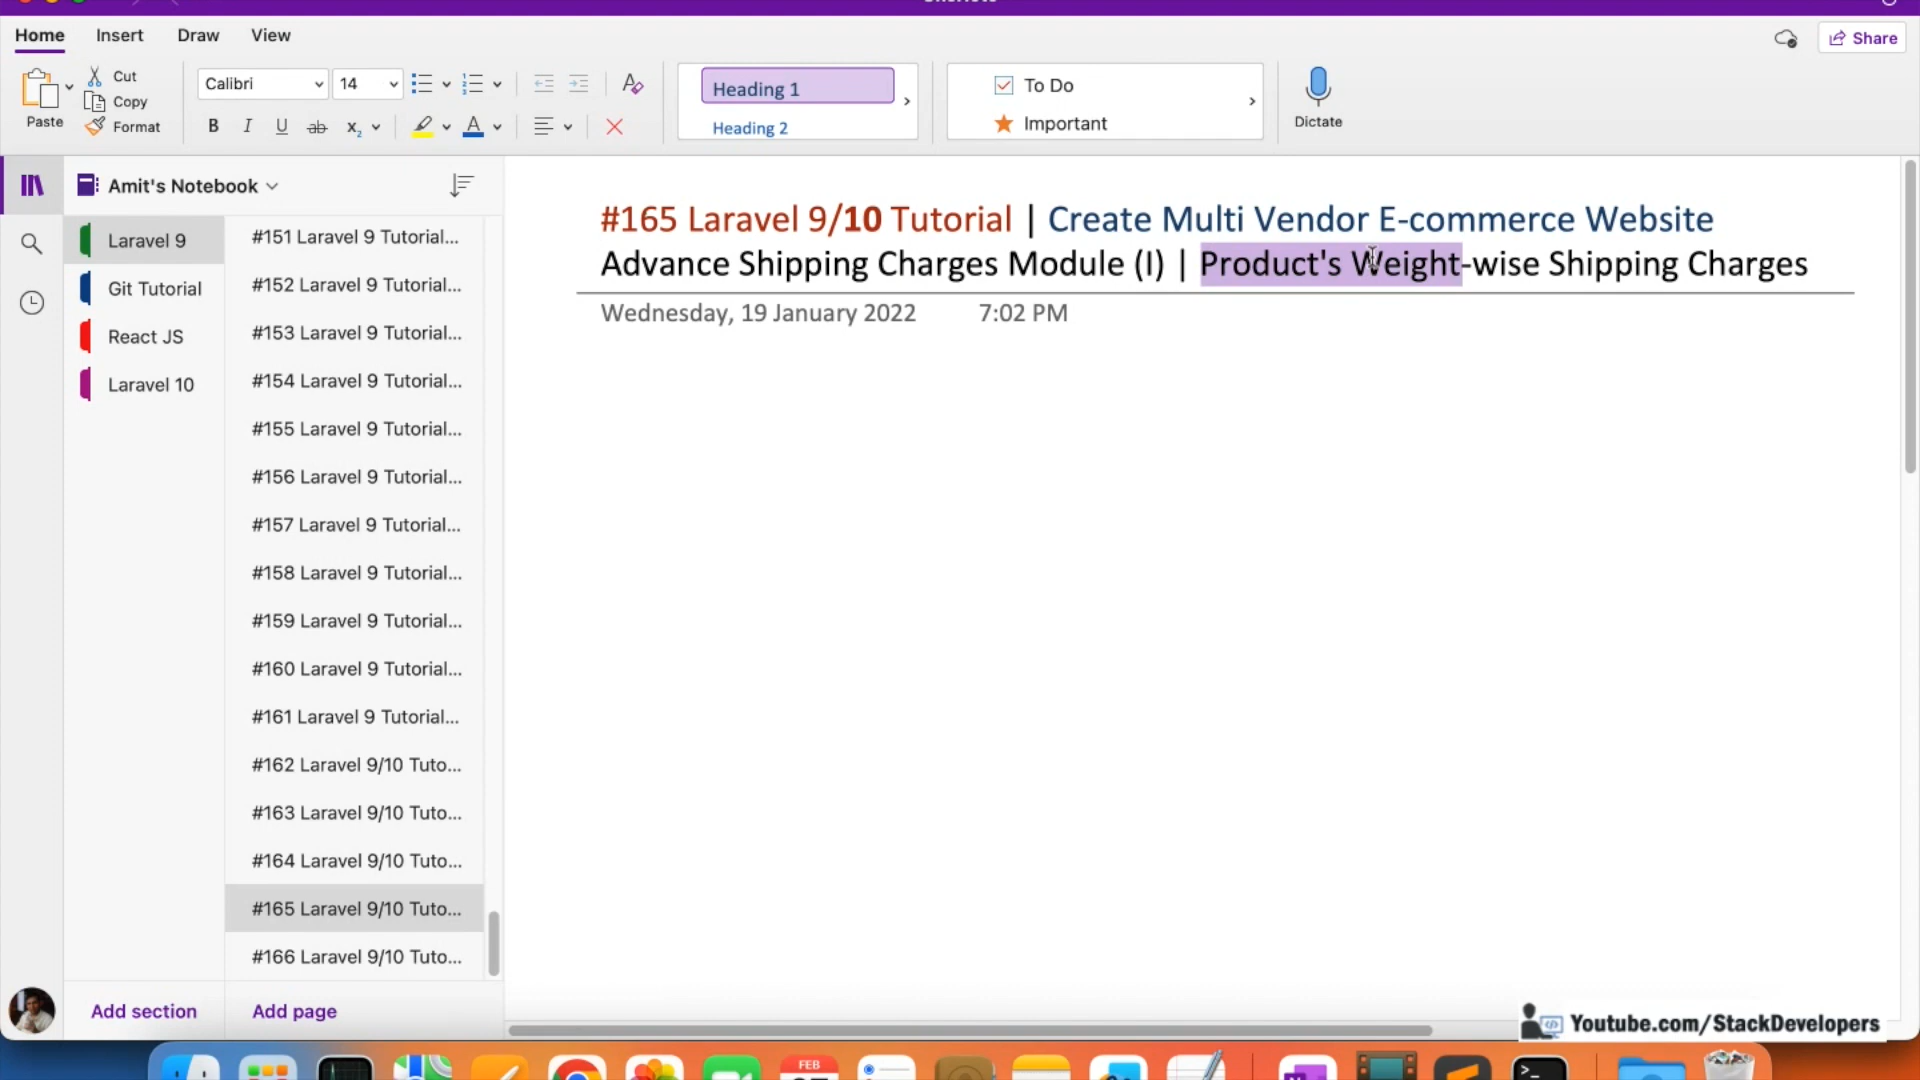 Home Insert Draw View
Share
Paste
Cut
Copy
Format
Calibri 14
Heading 1
Heading 2
To Do
Important
Dictate
Amit's Notebook
Laravel 9
Git Tutorial
React JS
Laravel 10
#151 Laravel 9 Tutorial...
#152 Laravel 9 Tutorial...
#153 Laravel 9 Tutorial...
#154 Laravel 9 Tutorial...
#155 Laravel 9 Tutorial...
#156 Laravel 9 Tutorial...
#157 Laravel 9 Tutorial...
#158 Laravel 9 Tutorial...
#159 Laravel 9 Tutorial...
#160 Laravel 9 Tutorial...
#161 Laravel 9 Tutorial...
#162 Laravel 9/10 Tuto...
#163 Laravel 9/10 Tuto...
#164 Laravel 9/10 Tuto...
#165 Laravel 9/10 Tuto...
#166 Laravel 9/10 Tuto...
Add section
Add page
#165 Laravel 9/10 Tutorial | Create Multi Vendor E-commerce Website
Advance Shipping Charges Module (I) | Product's Weight-wise Shipping Charges
Wednesday, 19 January 2022 7:02 PM
Youtube.com/StackDevelopers
FEB